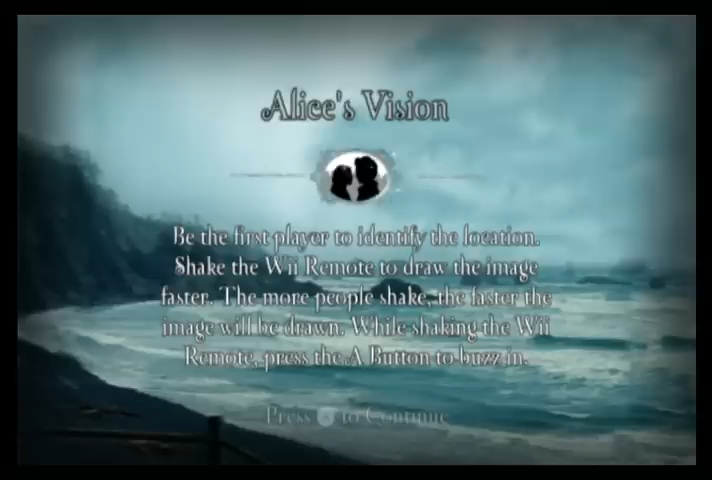 Alice's Vision
Be the first player to identify the location.
Shake the Wii Remote to draw the image
faster. The more people shake, the faster the
image will be drawn. While shaking the Wii
Remote, press the A Button to buzz in.
Press A to Continue